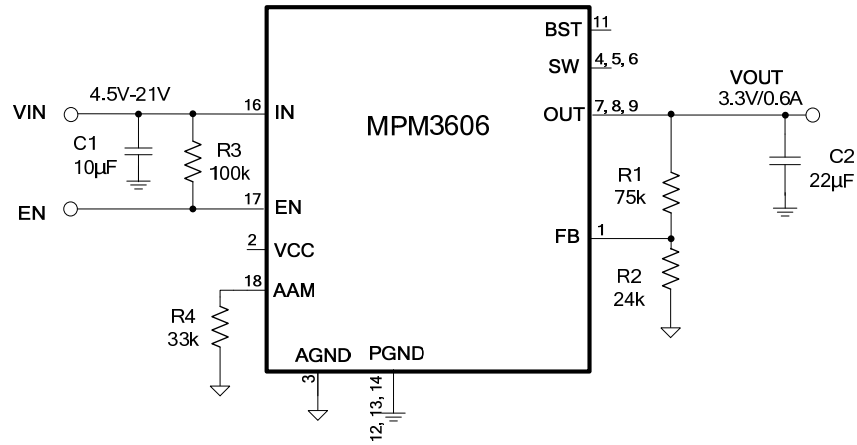 BST
11
SW
4, 5, 6
VIN
4.5V-21V
16
IN
MPM3606
OUT
7, 8, 9
VOUT
3.3V/0.6A
C1
10µF
R3
100k
R1
75k
C2
22µF
EN
17
EN
2
VCC
FB
1
18
AAM
R2
24k
R4
33k
AGND
PGND
3
12, 13, 14